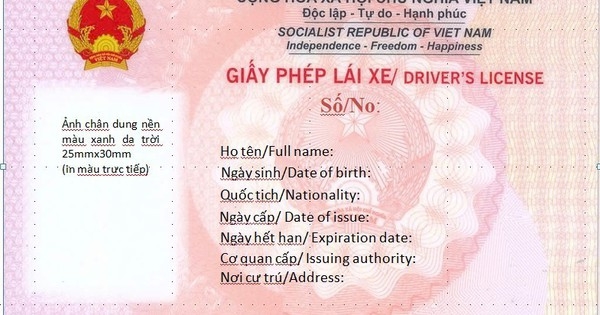 CỘNG HÒA XÃ HỘI CHỦ NGHĨA VIỆT NAM
Độc lập - Tự do - Hạnh phúc
SOCIALIST REPUBLIC OF VIET NAM
Independence - Freedom - Happiness
GIẤY PHÉP LÁI XE/ DRIVER'S LICENSE
Số/No:
VIỆT NAM
Ảnh chân dung nền
màu xanh da trời
25mmx30mm
(in màu trực tiếp)
Họ tên/Full name:
Ngày sinh/Date of birth:
Quốc tịch/Nationality:
Ngày cấp/ Date of issue:
Ngày hết hạn/ Expiration date:
Cơ quan cấp/ Issuing authority:
Nơi cư trú/Address: